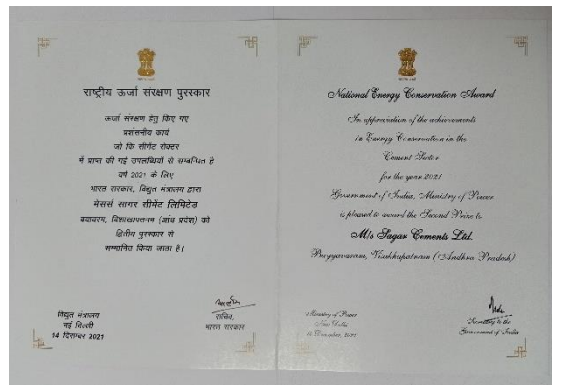 राष्ट्रीय ऊर्जा संरक्षण पुरस्कार
ऊर्जा संरक्षण हेतु किए गए
प्रशंसनीय कार्य
जो कि सीमेंट सेक्टर
में प्राप्त की गई उपलब्धियों से सम्बन्धित है
वर्ष 2021 के लिए
भारत सरकार, विद्युत मंत्रालय द्वारा
मेसर्स सागर सीमेंट लिमिटेड
विशाखापत्तनम (आंध्र प्रदेश) को
द्वितीय पुरस्कार से
सम्मानित किया जाता है।
विद्युत मंत्रालय
नई दिल्ली
14 दिसम्बर 2021
सचिव,
भारत सरकार
National Energy Conservation Award
In appreciation of the achievements
in Energy Conservation in the
Cement Sector
for the year 2021
Government of India, Ministry of Power
is pleased to award the Second Prize to
M/s Sagar Cements Ltd.
Visakhapatnam (Andhra Pradesh)
Ministry of Power
New Delhi
14 December, 2021
Secretary to the
Government of India